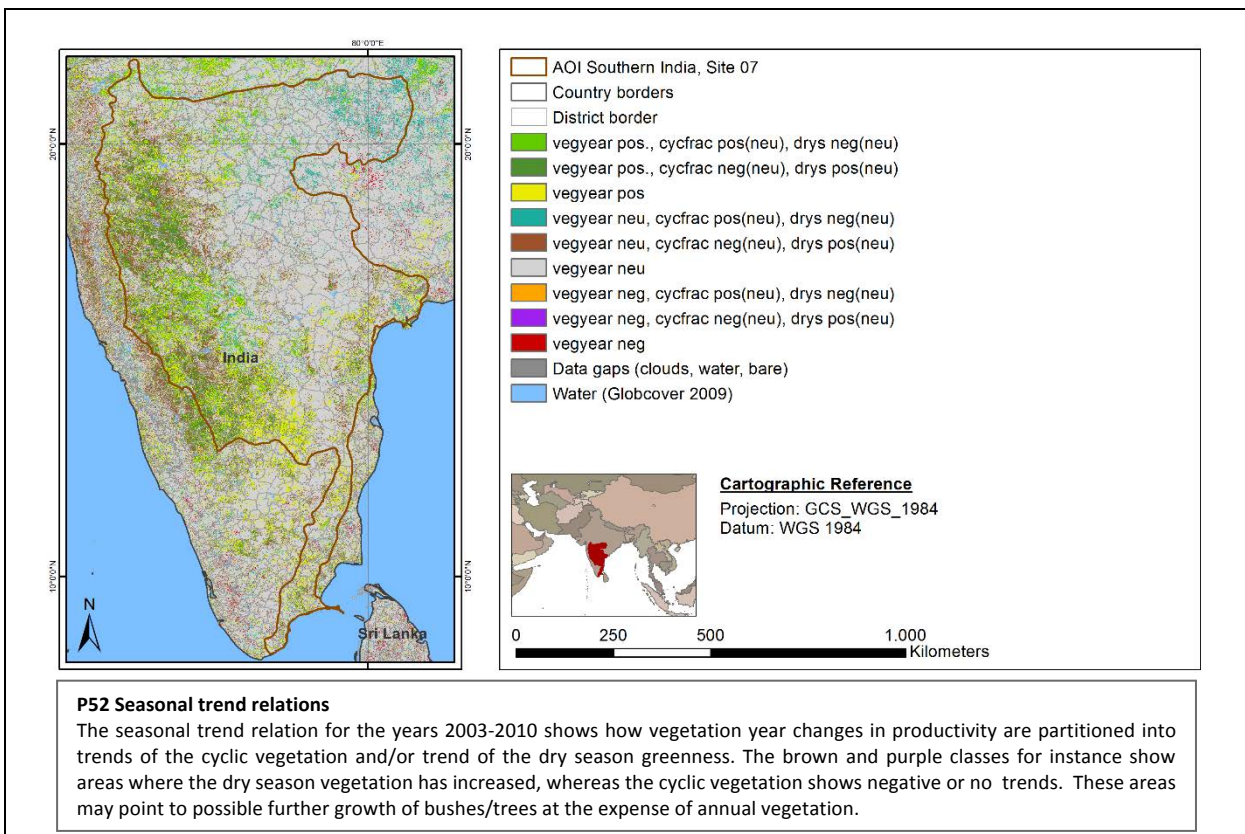 80°0'0"E
20°0'0"N
20°0'0"N
India
10°0'0"N
10°0'0"N
N
Sri Lanka
AOI Southern India, Site 07
Country borders
District border
vegyear pos., cycfrac pos(neu), drys neg(neu)
vegyear pos., cycfrac neg(neu), drys pos(neu)
vegyear pos
vegyear neu, cycfrac pos(neu), drys neg(neu)
vegyear neu, cycfrac neg(neu), drys pos(neu)
vegyear neu
vegyear neg, cycfrac pos(neu), drys neg(neu)
vegyear neg, cycfrac neg(neu), drys pos(neu)
vegyear neg
Data gaps (clouds, water, bare)
Water (Globcover 2009)
Cartographic Reference
Projection: GCS_WGS_1984
Datum: WGS 1984
0 250 500 1.000
Kilometers
P52 Seasonal trend relations
The seasonal trend relation for the years 2003-2010 shows how vegetation year changes in productivity are partitioned into
trends of the cyclic vegetation and/or trend of the dry season greenness. The brown and purple classes for instance show
areas where the dry season vegetation has increased, whereas the cyclic vegetation shows negative or no trends. These areas
may point to possible further growth of bushes/trees at the expense of annual vegetation.